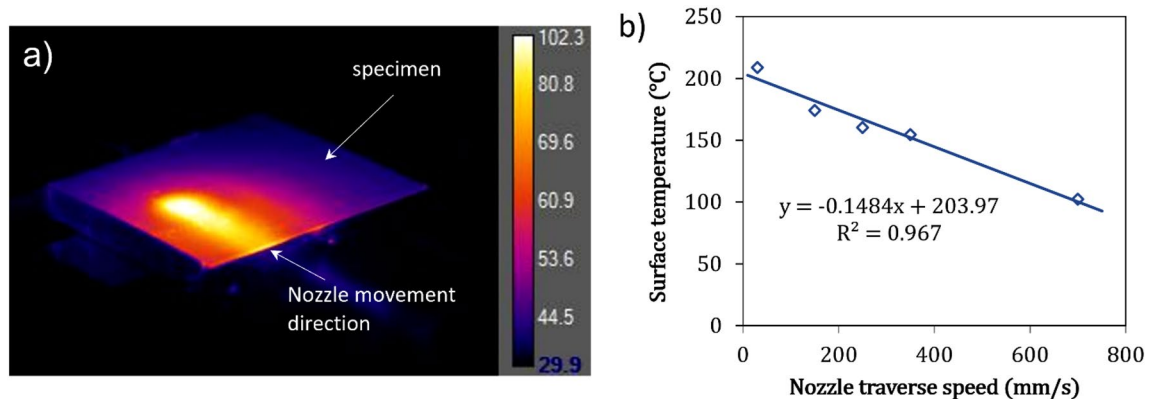 a)
specimen
Nozzle movement
direction
102.3
80.8
69.6
60.9
53.6
44.5
29.9
b)
Surface temperature (°C)
250
200
150
100
50
0
y = -0.1484x + 203.97
R² = 0.967
0 200 400 600 800
Nozzle traverse speed (mm/s)